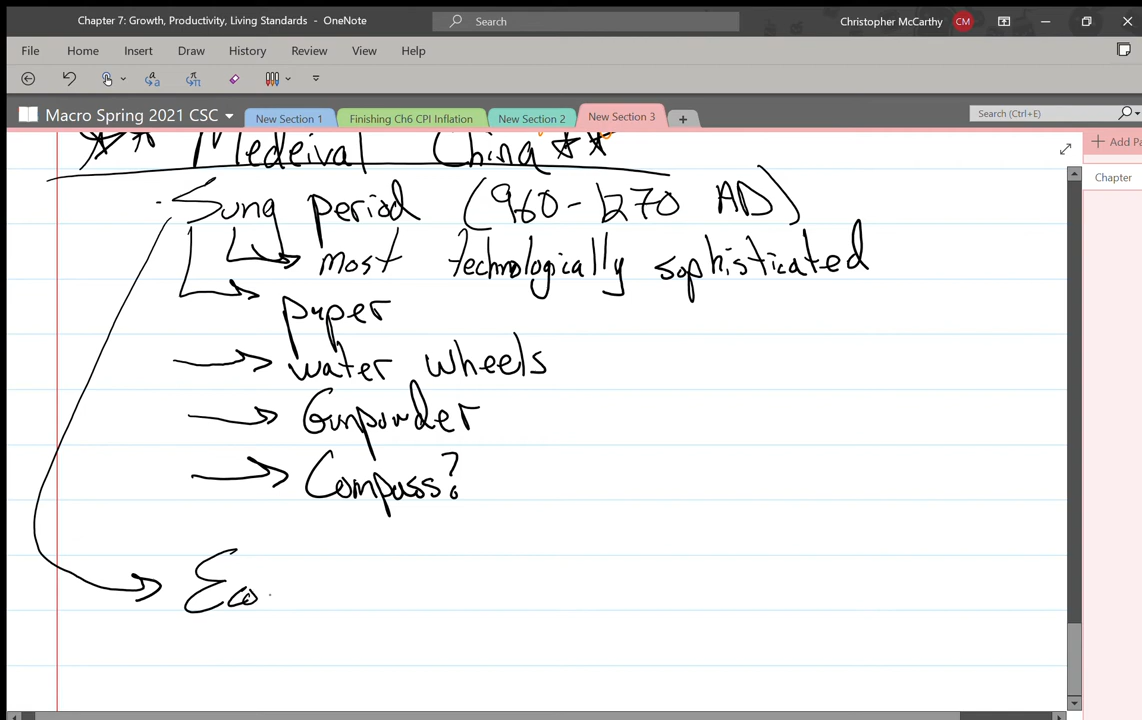 Chapter 7: Growth, Productivity, Living Standards - OneNote
Search
Christopher McCarthy CM
File Home Insert Draw History Review View Help
Macro Spring 2021 CSC New Section 1 Finishing Ch6 CPI Inflation New Section 2 New Section 3 Search (Ctrl+E)
Add Pa
Chapter
Medeival China
Sung period (960-1270 AD)
most technologically sophisticated
paper
water wheels
Gunpowder
Compass?
Eco